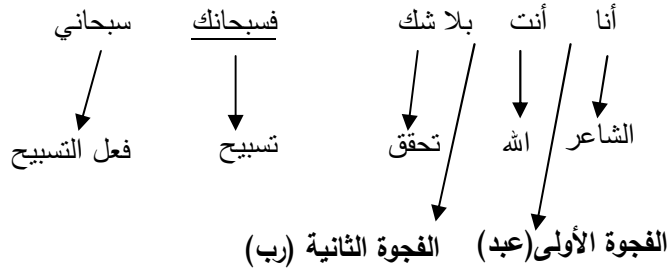 أنا أنت بلا شك فسبحانك سبحاني
الشاعر الله تحقق تسبيح فعل التسبيح
الفجوة الأولى(عبد) الفجوة الثانية (رب)